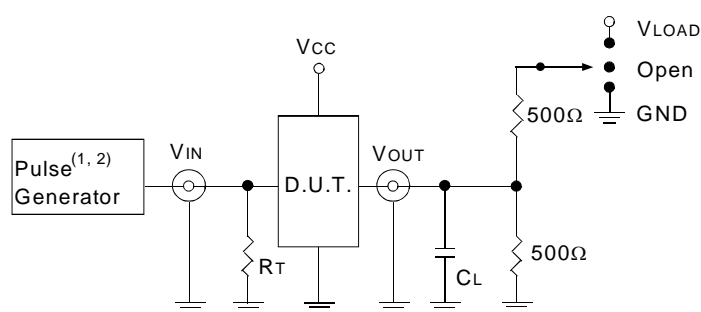 VLOAD
VCC
Open
500Ω
GND
VIN
VOUT
Pulse(1, 2)
Generator
D.U.T.
RT
CL
500Ω